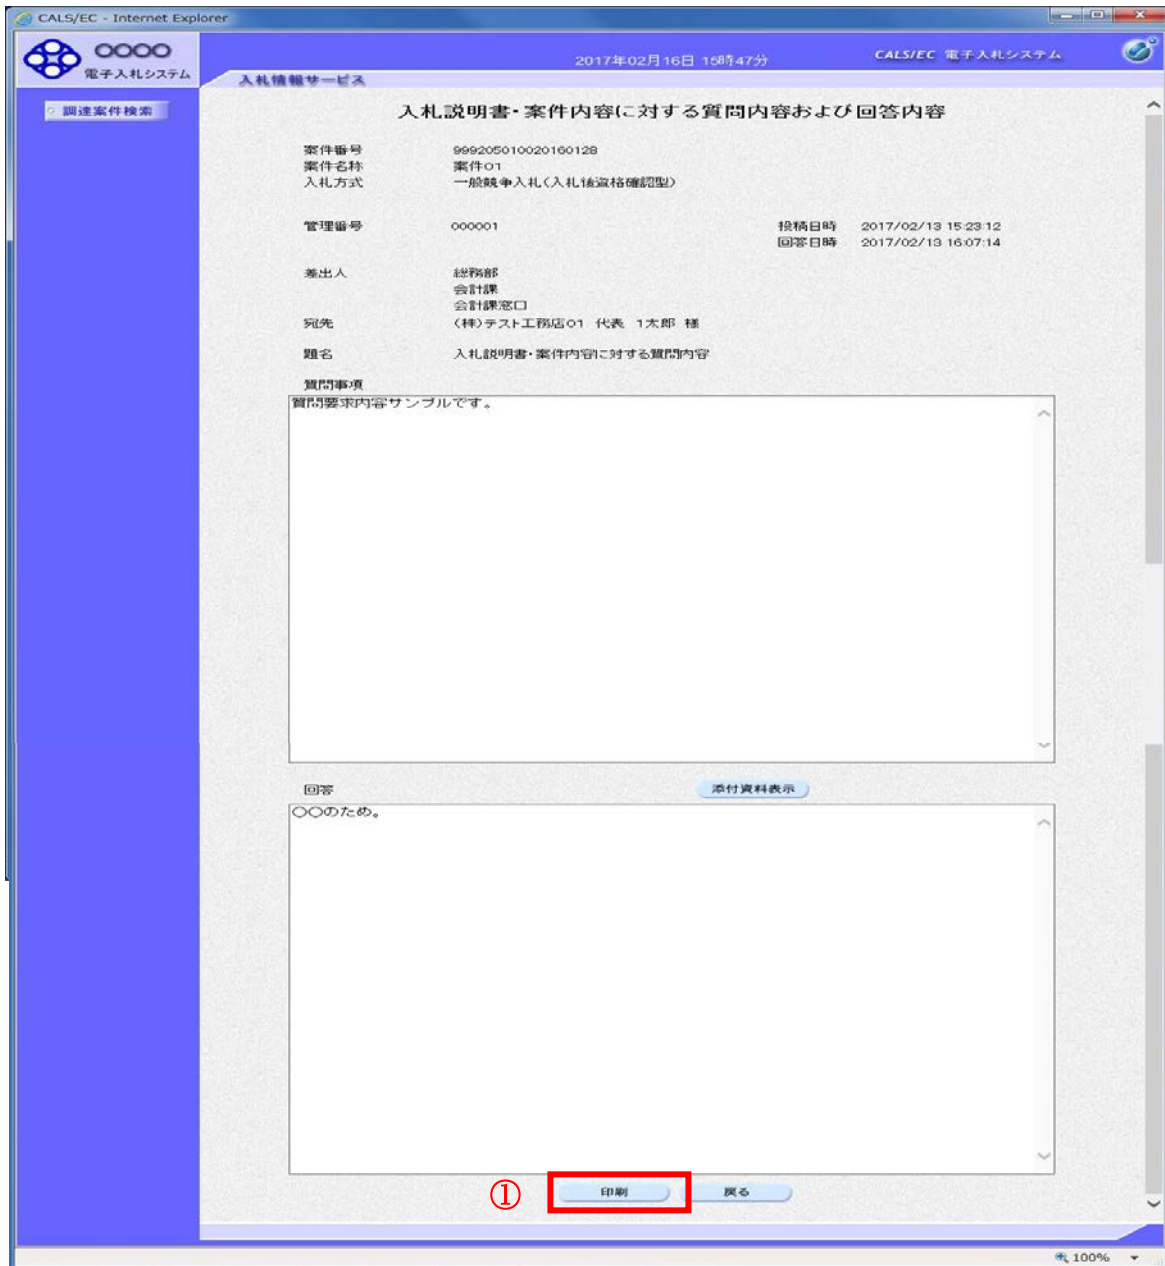 CALS/EC - Internet Explorer
OOOO
電子入札システム
2017年02月16日 15時47分
CALS/EC 電子入札システム
入札情報サービス
調達案件検索
入札説明書・案件内容に対する質問内容および回答内容
案件番号 999205010020160128
案件名称 案件01
入札方式 一般競争入札(入札後資格確認型)
管理番号 000001 投稿日時 2017/02/13 15:23:12
回答日時 2017/02/13 16:07:14
差出人 総務部
会計課
会計課窓口
宛先 (株)テスト工務店01 代表 1太郎 様
題名 入札説明書・案件内容に対する質問内容
質問事項
質問要求内容サンプルです。
回答 添付資料表示
〇〇のため。
① 印刷 戻る
100%